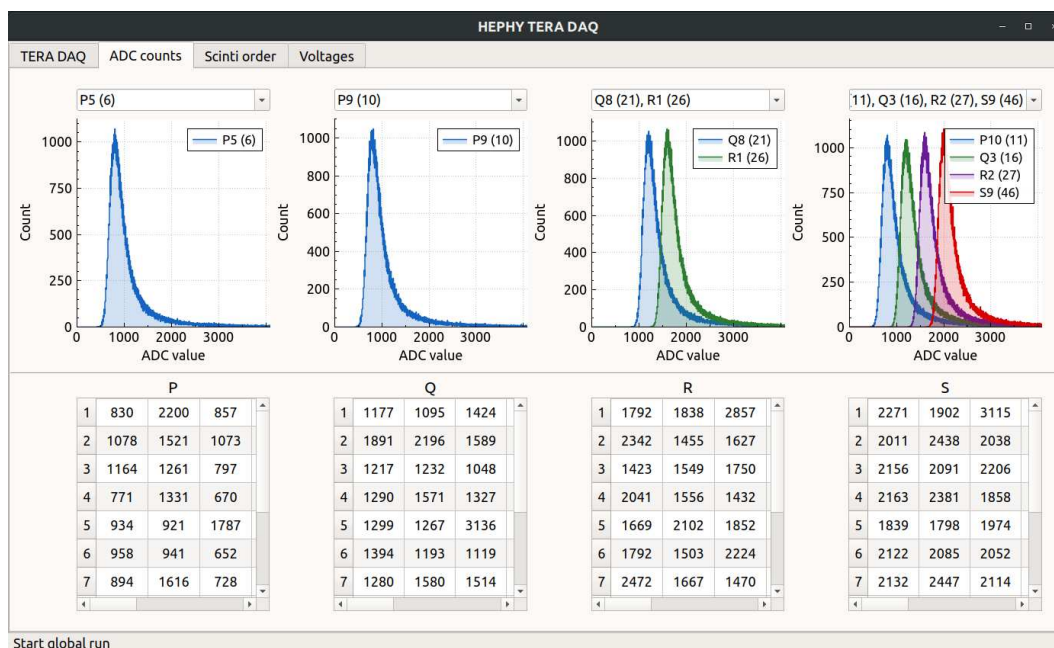 HEPHY TERA DAQ
TERA DAQ ADC counts Scinti order Voltages
P5 (6) P9 (10) Q8 (21), R1 (26) 11), Q3 (16), R2 (27), S9 (46)
P5 (6)
Count
1000
750
500
250
0
0 1000 2000 3000
ADC value
P9 (10)
Count
1000
800
600
400
200
0
0 1000 2000 3000
ADC value
Q8 (21)
R1 (26)
Count
1000
800
600
400
200
0
0 1000 2000 3000
ADC value
P10 (11)
Q3 (16)
R2 (27)
S9 (46)
Count
1000
750
500
250
0
0 1000 2000 3000
ADC value
P
1 830 2200 857
2 1078 1521 1073
3 1164 1261 797
4 771 1331 670
5 934 921 1787
6 958 941 652
7 894 1616 728
Q
1 1177 1095 1424
2 1891 2196 1589
3 1217 1232 1048
4 1290 1571 1327
5 1299 1267 3136
6 1394 1193 1119
7 1280 1580 1514
R
1 1792 1838 2857
2 2342 1455 1627
3 1423 1549 1750
4 2041 1556 1432
5 1669 2102 1852
6 1792 1503 2224
7 2472 1667 1470
S
1 2271 1902 3115
2 2011 2438 2038
3 2156 2091 2206
4 2163 2381 1858
5 1839 1798 1974
6 2122 2085 2052
7 2132 2447 2114
Start global run